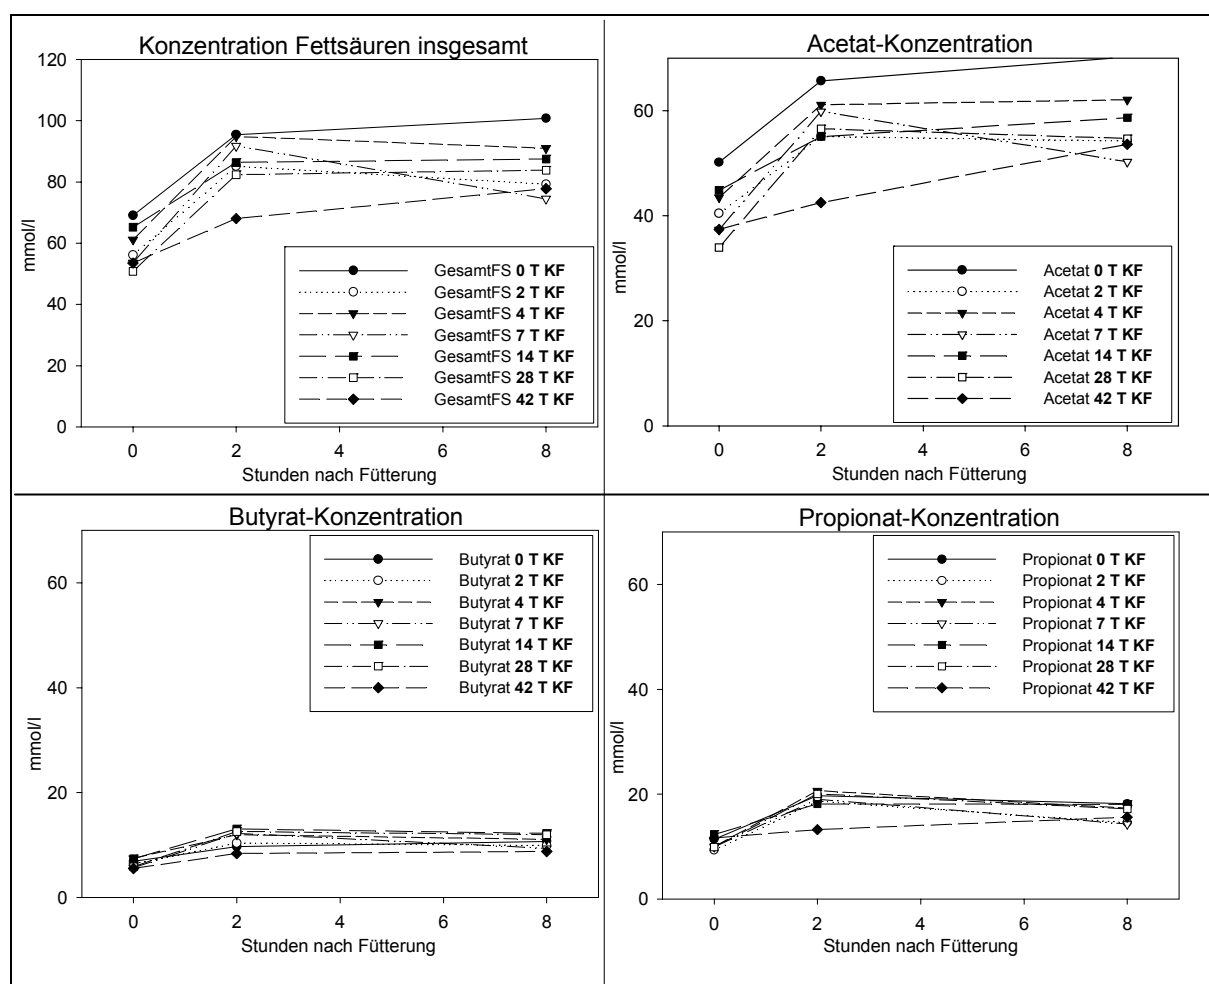 Konzentration Fettsäuren insgesamt
120
100
80
60
40
20
0
mmol/l
GesamtFS 0 T KF
GesamtFS 2 T KF
GesamtFS 4 T KF
GesamtFS 7 T KF
GesamtFS 14 T KF
GesamtFS 28 T KF
GesamtFS 42 T KF
0 2 4 6 8
Stunden nach Fütterung
Acetat-Konzentration
60
40
20
0
mmol/l
Acetat 0 T KF
Acetat 2 T KF
Acetat 4 T KF
Acetat 7 T KF
Acetat 14 T KF
Acetat 28 T KF
Acetat 42 T KF
0 2 4 6 8
Stunden nach Fütterung
Butyrat-Konzentration
60
40
20
0
mmol/l
Butyrat 0 T KF
Butyrat 2 T KF
Butyrat 4 T KF
Butyrat 7 T KF
Butyrat 14 T KF
Butyrat 28 T KF
Butyrat 42 T KF
0 2 4 6 8
Stunden nach Fütterung
Propionat-Konzentration
60
40
20
0
mmol/l
Propionat 0 T KF
Propionat 2 T KF
Propionat 4 T KF
Propionat 7 T KF
Propionat 14 T KF
Propionat 28 T KF
Propionat 42 T KF
0 2 4 6 8
Stunden nach Fütterung